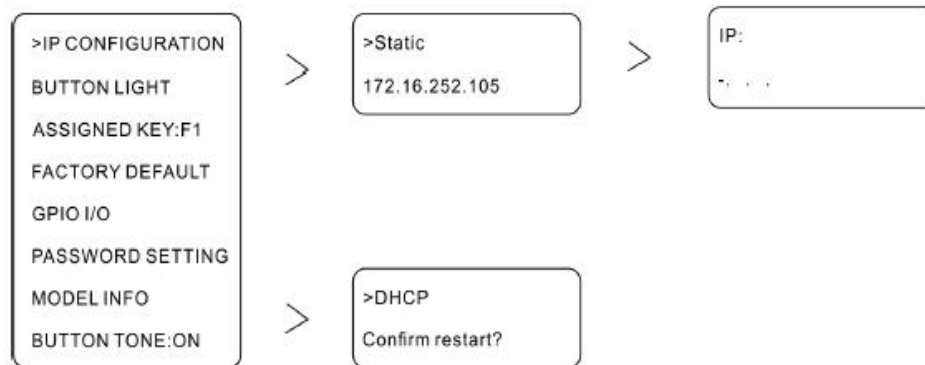 >IP CONFIGURATION
BUTTON LIGHT
ASSIGNED KEY:F1
FACTORY DEFAULT
GPIO I/O
PASSWORD SETTING
MODEL INFO
BUTTON TONE:ON
>
>Static
172.16.252.105
>
IP:
-. . .
>
>DHCP
Confirm restart?